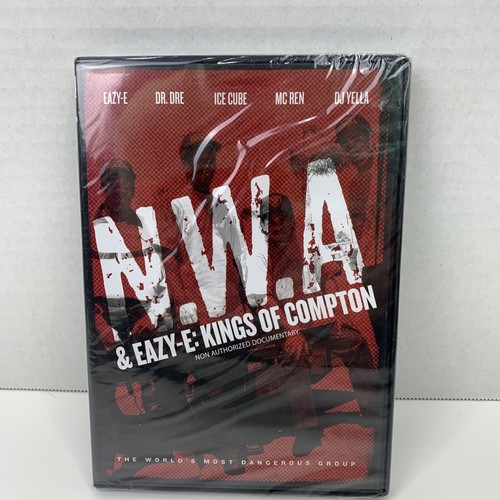 EAZY-E DR. DRE ICE CUBE MC REN DJ YELLA
N.W.A
& EAZY-E: KINGS OF COMPTON
NON AUTHORIZED DOCUMENTARY
THE WORLD'S MOST DANGEROUS GROUP